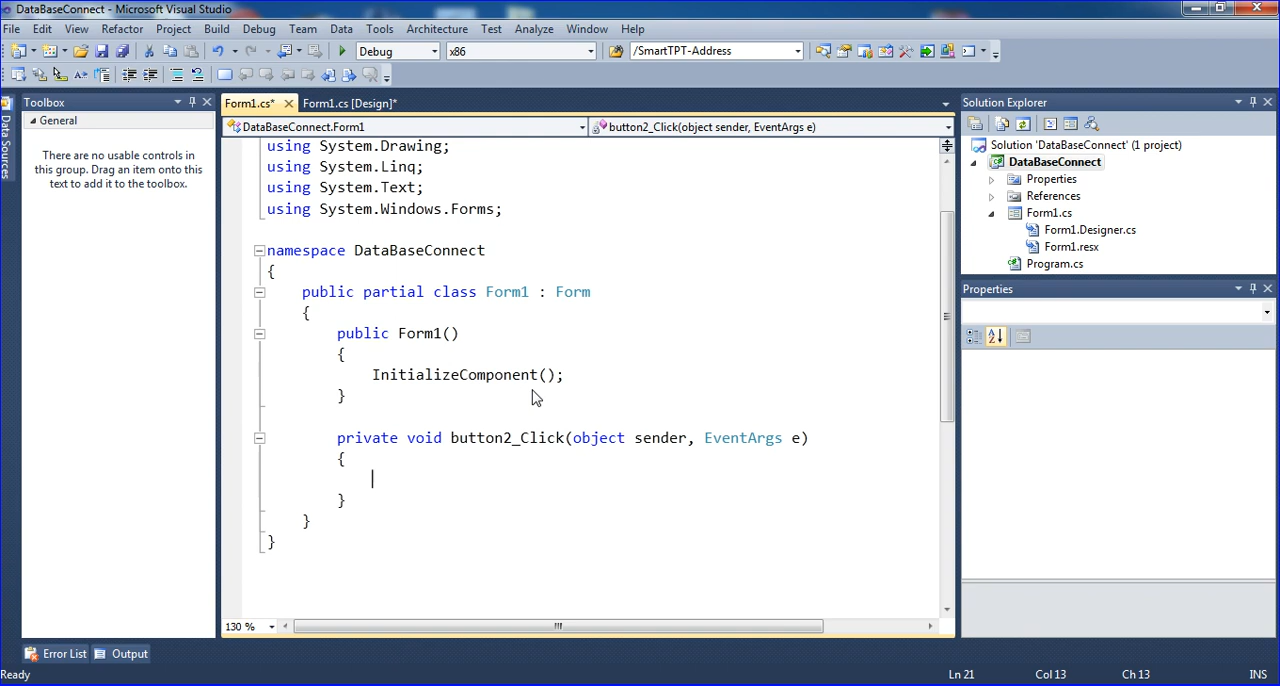 DataBaseConnect - Microsoft Visual Studio
File Edit View Refactor Project Build Debug Team Data Tools Architecture Test Analyze Window Help
Debug x86 /SmartTPT-Address
Toolbox
General
There are no usable controls in
this group. Drag an item onto this
text to add it to the toolbox.
Data Sources
Form1.cs* Form1.cs [Design]*
DataBaseConnect.Form1 button2_Click(object sender, EventArgs e)
using System.Drawing;
using System.Linq;
using System.Text;
using System.Windows.Forms;
namespace DataBaseConnect
{
public partial class Form1 : Form
{
public Form1()
{
InitializeComponent();
}
private void button2_Click(object sender, EventArgs e)
{
}
}
}
130 %
Solution Explorer
Solution 'DataBaseConnect' (1 project)
DataBaseConnect
Properties
References
Form1.cs
Form1.Designer.cs
Form1.resx
Program.cs
Properties
Error List Output
Ready Ln 21 Col 13 Ch 13 INS